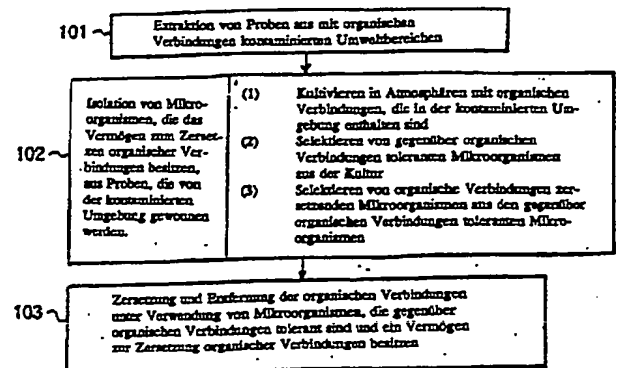 101
Extraktion von Proben aus mit organischen
Verbindungen kontaminierten Umweltbereichen
102
Isolation von Mikro-
organismen, die das
Vermögen zum Zerset-
zen organischer Ver-
bindungen besitzen,
aus Proben, die von
der kontaminierten
Umgebung gewonnen
werden.
(1) Kultivieren in Atmosphären mit organischen
Verbindungen, die in der kontaminierten Um-
gebung enthalten sind
(2) Selektieren von gegenüber organischen
Verbindungen toleranten Mikroorganismen
aus der Kultur
(3) Selektieren von organische Verbindungen zer-
setzenden Mikroorganismen aus den gegenüber
organischen Verbindungen toleranten Mikro-
organismen
103
Zersetzung und Entfernung der organischen Verbindungen
unter Verwendung von Mikroorganismen, die gegenüber
organischen Verbindungen tolerant sind und ein Vermögen
zur Zersetzung organischer Verbindungen besitzen